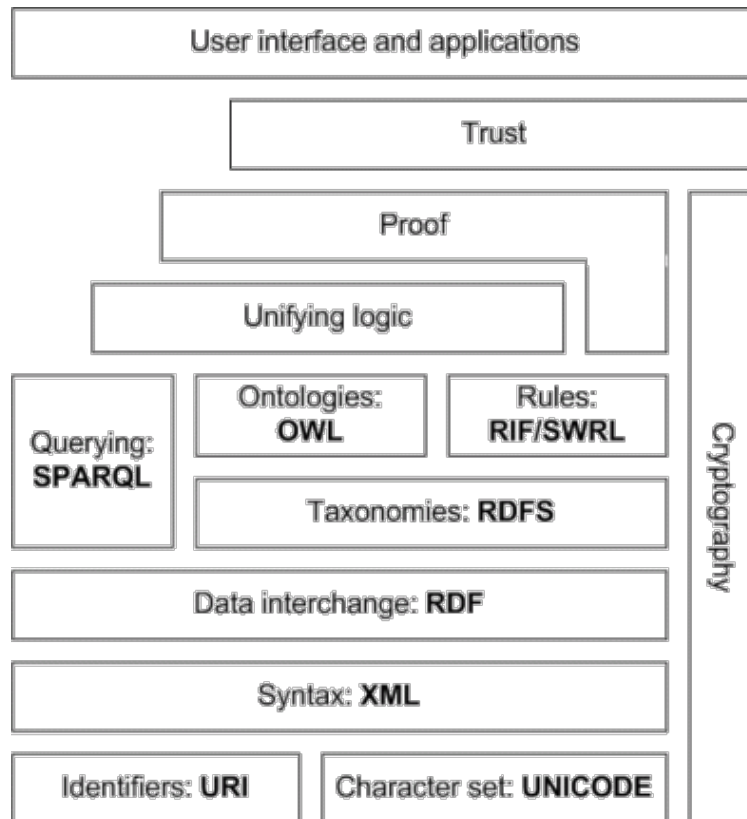 User interface and applications
Trust
Proof
Unifying logic
Querying:
SPARQL
Ontologies:
OWL
Rules:
RIF/SWRL
Taxonomies: RDFS
Cryptography
Data interchange: RDF
Syntax: XML
Identifiers: URI
Character set: UNICODE